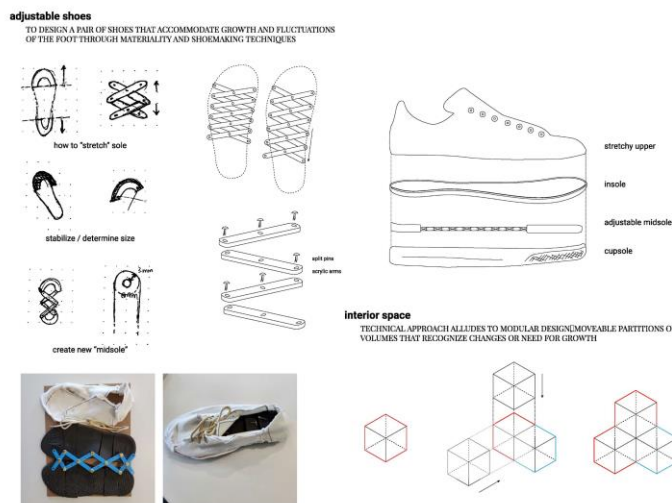 adjustable shoes
TO DESIGN A PAIR OF SHOES THAT ACCOMMODATE GROWTH AND FLUCTUATIONS
OF THE FOOT THROUGH MATERIALITY AND SHOEMAKING TECHNIQUES
how to "stretch" sole
stabilize / determine size
3mm
create new "midsole"
split pins
acrylic arms
stretchy upper
insole
adjustable midsole
cupsole
interior space
TECHNICAL APPROACH ALLUDES TO MODULAR DESIGN MOVEABLE PARTITIONS O
VOLUMES THAT RECOGNIZE CHANGES OR NEED FOR GROWTH